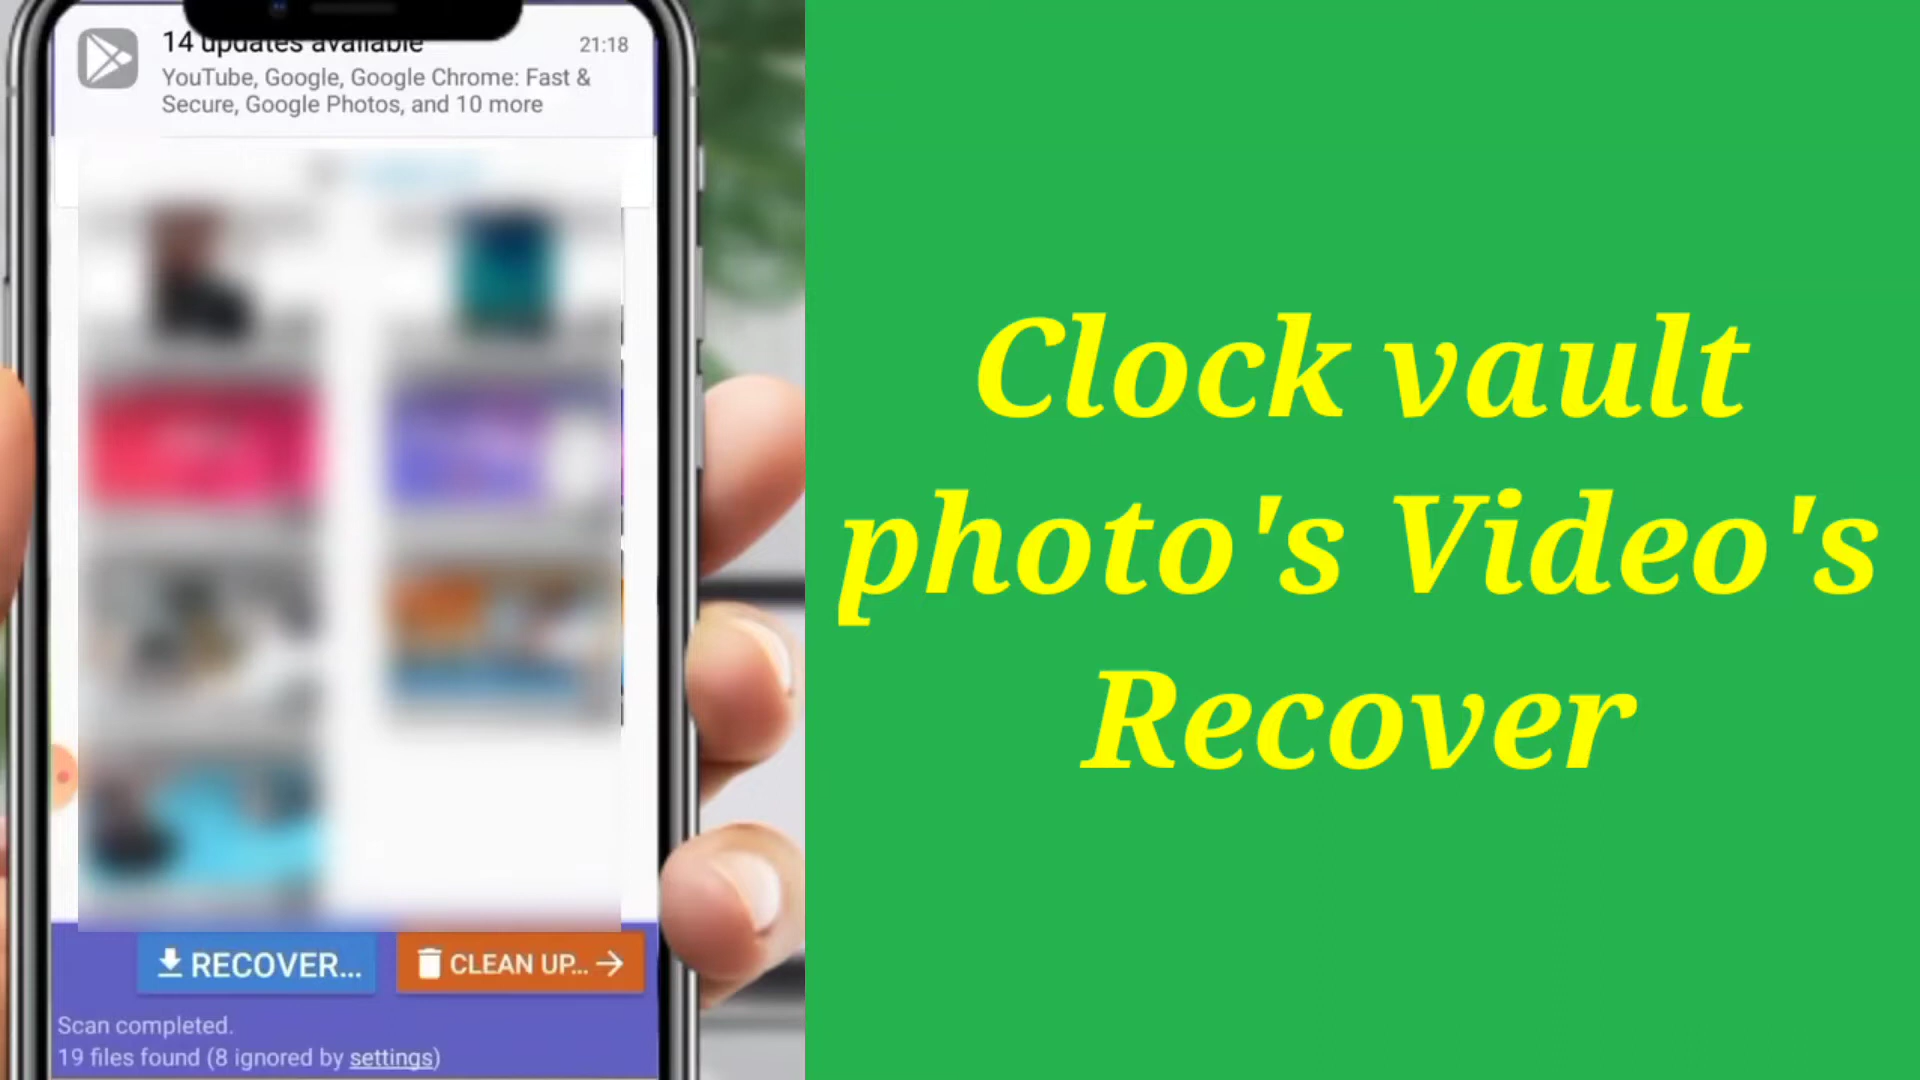 14 updates available
21:18
YouTube, Google, Google Chrome: Fast &
Secure, Google Photos, and 10 more
RECOVER...
CLEAN UP...
Scan completed.
19 files found (8 ignored by settings)
Clock vault
photo's Video's
Recover